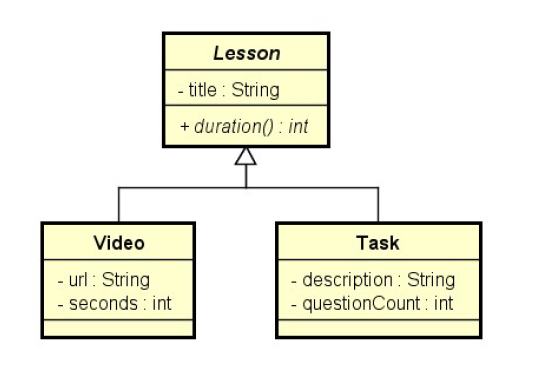 Lesson
- title : String
+ duration() : int
Video
- url : String
- seconds : int
Task
- description : String
- questionCount : int